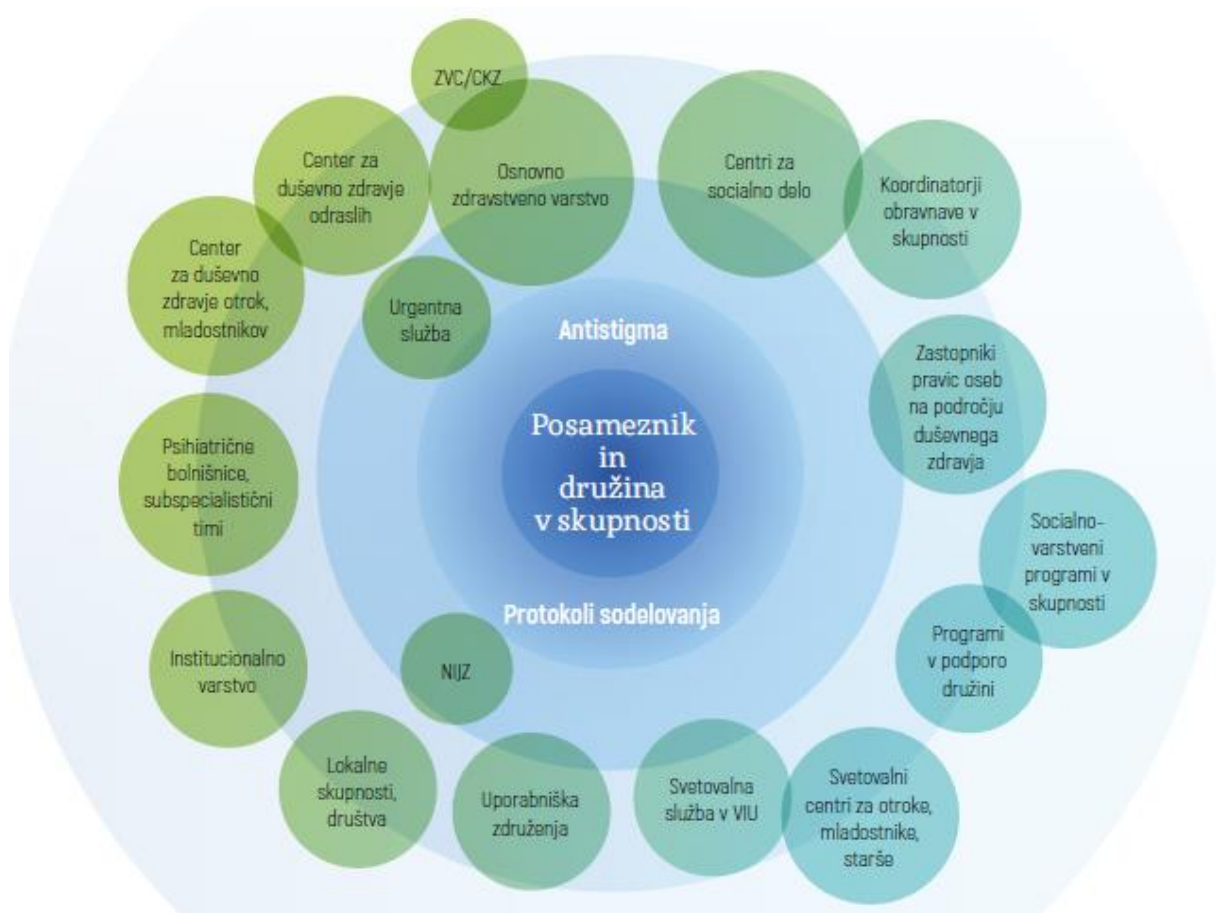 ZVC/CKZ
Osnovno
zdravstveno varstvo
Centri za
socialno delo
Koordinatorji
obravnave v
skupnosti
Center za
duševno zdravje
odraslih
Center
za duševno
zdravje otrok,
mladostnikov
Urgentna
služba
Antistigma
Zastopniki
pravic oseb
na področju
duševnega
zdravja
Posameznik
in
družina
v skupnosti
Psihiatrične
bolnišnice,
subspecialistični
timi
Socialno-
varstveni
programi v
skupnosti
Protokoli sodelovanja
Programi
v podporo
družini
Institucionalno
varstvo
NIJZ
Lokalne
skupnosti,
društva
Uporabniška
združenja
Svetovalna
služba v VIU
Svetovalni
centri za otroke,
mladostnike,
starše